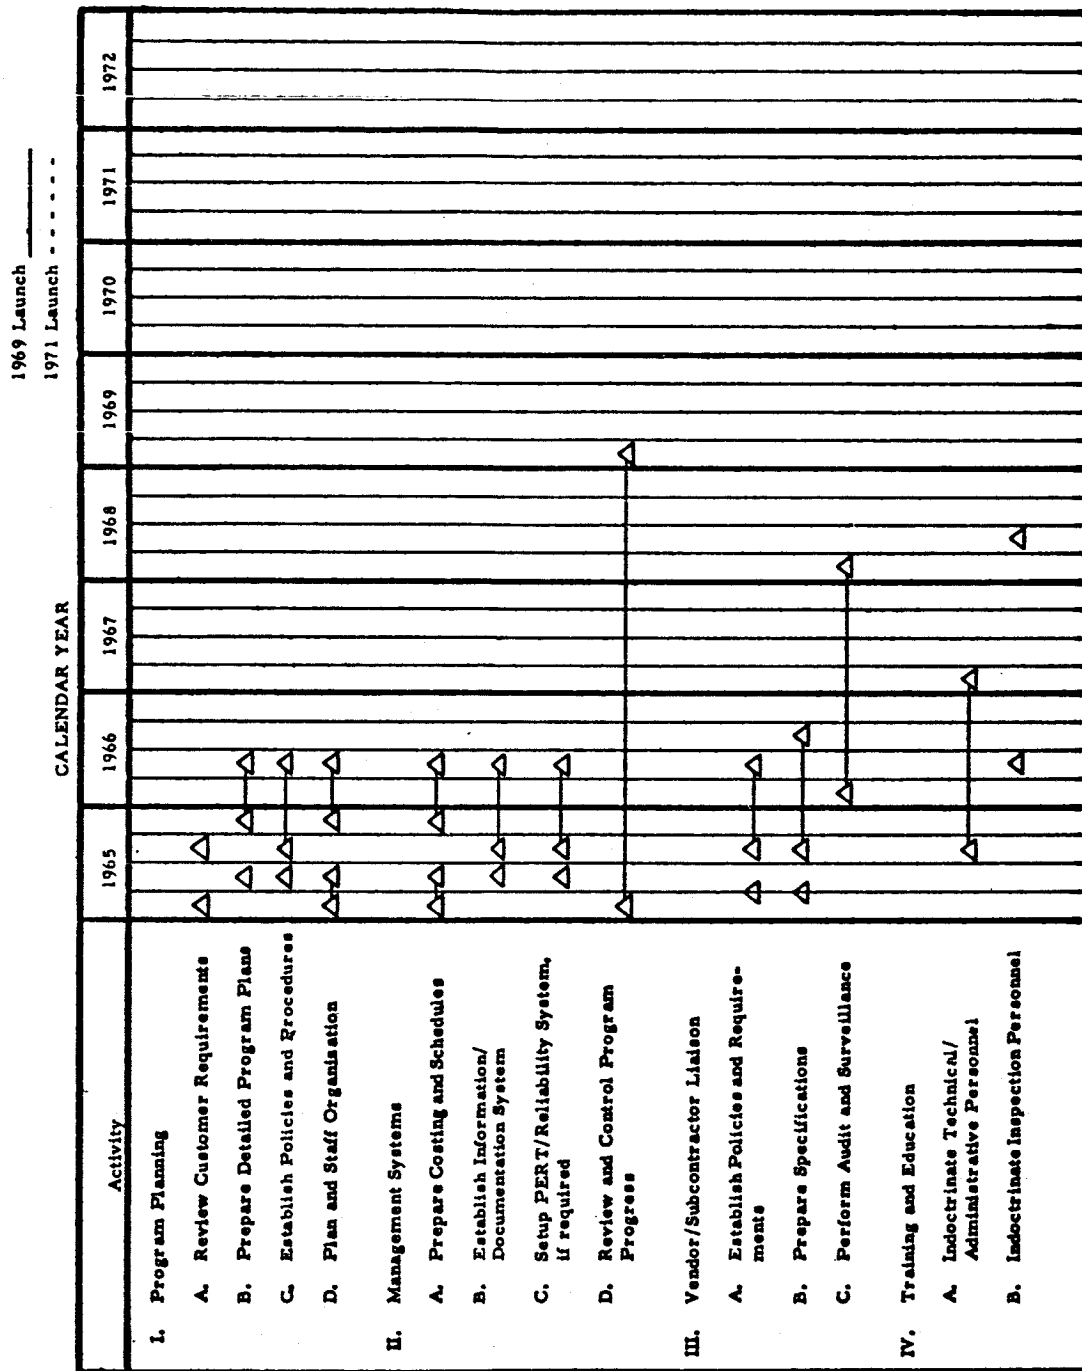 1969 Launch
1971 Launch - - - - - -
CALENDAR YEAR
Activity 1965 1966 1967 1968 1969 1970 1971 1972
I. Program Planning
A. Review Customer Requirements
B. Prepare Detailed Program Plans
C. Establish Policies and Procedures
D. Plan and Staff Organisation
II. Management Systems
A. Prepare Costing and Schedules
B. Establish Information/
Documentation System
C. Setup PERT/Reliability System,
if required
D. Review and Control Program
Progress
III. Vendor/Subcontractor Liaison
A. Establish Policies and Require-
ments
B. Prepare Specifications
C. Perform Audit and Surveillance
IV. Training and Education
A. Indoctrinate Technical/
Administrative Personnel
B. Indoctrinate Inspection Personnel